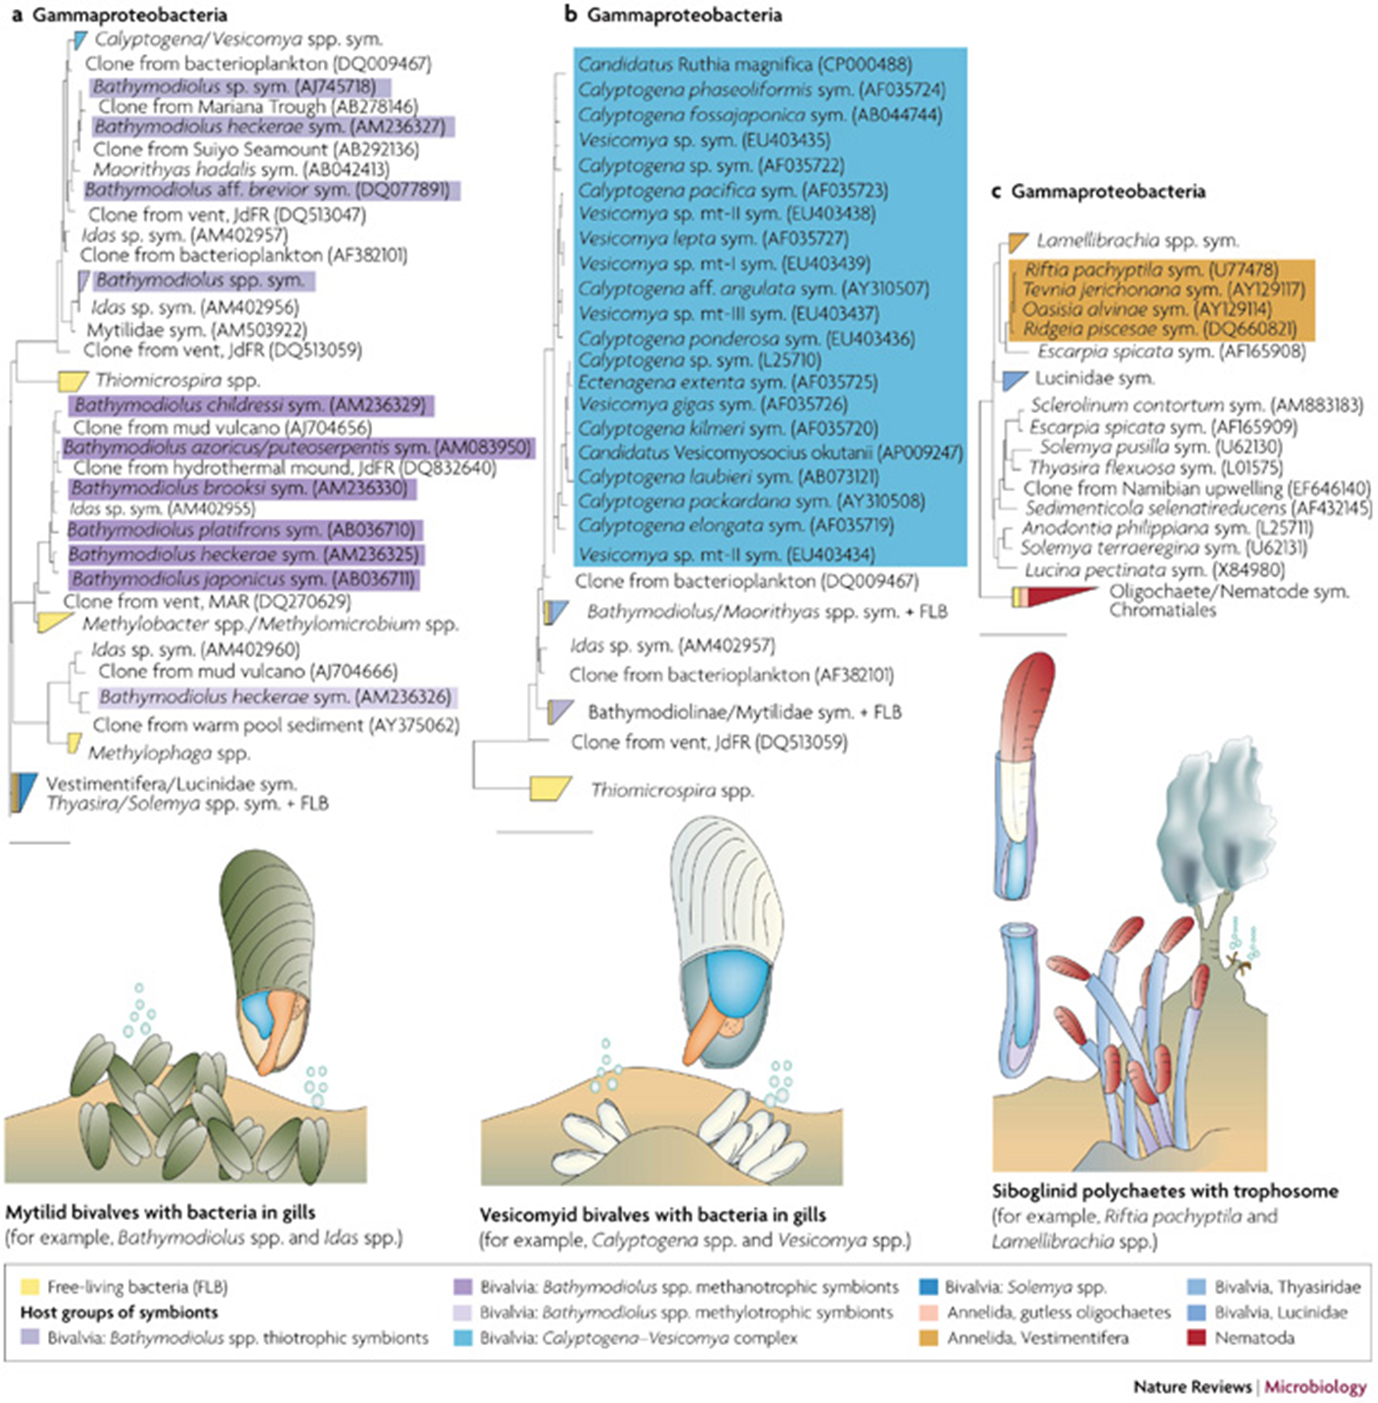 a Gammaproteobacteria
Calyptogena/Vesicomya spp. sym.
Clone from bacterioplankton (DQ009467)
Bathymodiolus sp. sym. (AJ745718)
Clone from Mariana Trough (AB278146)
Bathymodiolus heckerae sym. (AM236327)
Clone from Suiyo Seamount (AB292136)
Maorithyas hadalis sym. (AB042413)
Bathymodiolus aff. brevior sym. (DQ077891)
Clone from vent, JdFR (DQ513047)
Idas sp. sym. (AM402957)
Clone from bacterioplankton (AF382101)
Bathymodiolus spp. sym.
Idas sp. sym. (AM402956)
Mytilidae sym. (AM503922)
Clone from vent, JdFR (DQ513059)
Thiomicrospira spp.
Bathymodiolus childressi sym. (AM236329)
Clone from mud vulcano (AJ704656)
Bathymodiolus azoricus/puteoserpentis sym. (AM083950)
Clone from hydrothermal mound, JdFR (DQ832640)
Bathymodiolus brooksi sym. (AM236330)
Idas sp. sym. (AM402955)
Bathymodiolus platifrons sym. (AB036710)
Bathymodiolus heckerae sym. (AM236325)
Bathymodiolus japonicus sym. (AB036711)
Clone from vent, MAR (DQ270629)
Methylobacter spp./Methylomicrobium spp.
Idas sp. sym. (AM402960)
Clone from mud vulcano (AJ704666)
Bathymodiolus heckerae sym. (AM236326)
Clone from warm pool sediment (AY375062)
Methylophaga spp.
Vestimentifera/Lucinidae sym.
Thyasira/Solemya spp. sym. + FLB
b Gammaproteobacteria
Candidatus Ruthia magnifica (CP000488)
Calyptogena phaseoliformis sym. (AF035724)
Calyptogena fossajaponica sym. (AB044744)
Vesicomya sp. sym. (EU403435)
Calyptogena sp. sym. (AF035722)
Calyptogena pacifica sym. (AF035723)
Vesicomya sp. mt-II sym. (EU403438)
Vesicomya lepta sym. (AF035727)
Vesicomya sp. mt-I sym. (EU403439)
Calyptogena aff. angulata sym. (AY310507)
Vesicomya sp. mt-III sym. (EU403437)
Calyptogena ponderosa sym. (EU403436)
Calyptogena sp. sym. (L25710)
Ectenagena extenta sym. (AF035725)
Vesicomya gigas sym. (AF035726)
Calyptogena kilmeri sym. (AF035720)
Candidatus Vesicomyosocius okutanii (AP009247)
Calyptogena laubieri sym. (AB073121)
Calyptogena packardana sym. (AY310508)
Calyptogena elongata sym. (AF035719)
Vesicomya sp. mt-II sym. (EU403434)
Clone from bacterioplankton (DQ009467)
Bathymodiolus/Maorithyas spp. sym. + FLB
Idas sp. sym. (AM402957)
Clone from bacterioplankton (AF382101)
Bathymodiolinae/Mytilidae sym. + FLB
Clone from vent, JdFR (DQ513059)
Thiomicrospira spp.
c Gammaproteobacteria
Lamellibrachia spp. sym.
Riftia pachyptila sym. (U77478)
Tevnia jerichonana sym. (AY129117)
Oasisia alvinae sym. (AY129114)
Ridgeia piscesae sym. (DQ660821)
Escarpia spicata sym. (AF165908)
Lucinidae sym.
Sclerolinum contortum sym. (AM883183)
Escarpia spicata sym. (AF165909)
Solemya pusilla sym. (U62130)
Thyasira flexuosa sym. (L01575)
Clone from Namibian upwelling (EF646140)
Sedimenticola selenatireducens (AF432145)
Anodontia philippiana sym. (L25711)
Solemya terraeregina sym. (U62131)
Lucina pectinata sym. (X84980)
Oligochaete/Nematode sym.
Chromatiales
Mytilid bivalves with bacteria in gills
(for example, Bathymodiolus spp. and Idas spp.)
Vesicomyid bivalves with bacteria in gills
(for example, Calyptogena spp. and Vesicomya spp.)
Siboglinid polychaetes with trophosome
(for example, Riftia pachyptila and
Lamellibrachia spp.)
Free-living bacteria (FLB)
Host groups of symbionts
Bivalvia: Bathymodiolus spp. thiotrophic symbionts
Bivalvia: Bathymodiolus spp. methanotrophic symbionts
Bivalvia: Bathymodiolus spp. methylotrophic symbionts
Bivalvia: Calyptogena–Vesicomya complex
Bivalvia: Solemya spp.
Annelida, gutless oligochaetes
Annelida, Vestimentifera
Bivalvia, Thyasiridae
Bivalvia, Lucinidae
Nematoda
Nature Reviews | Microbiology